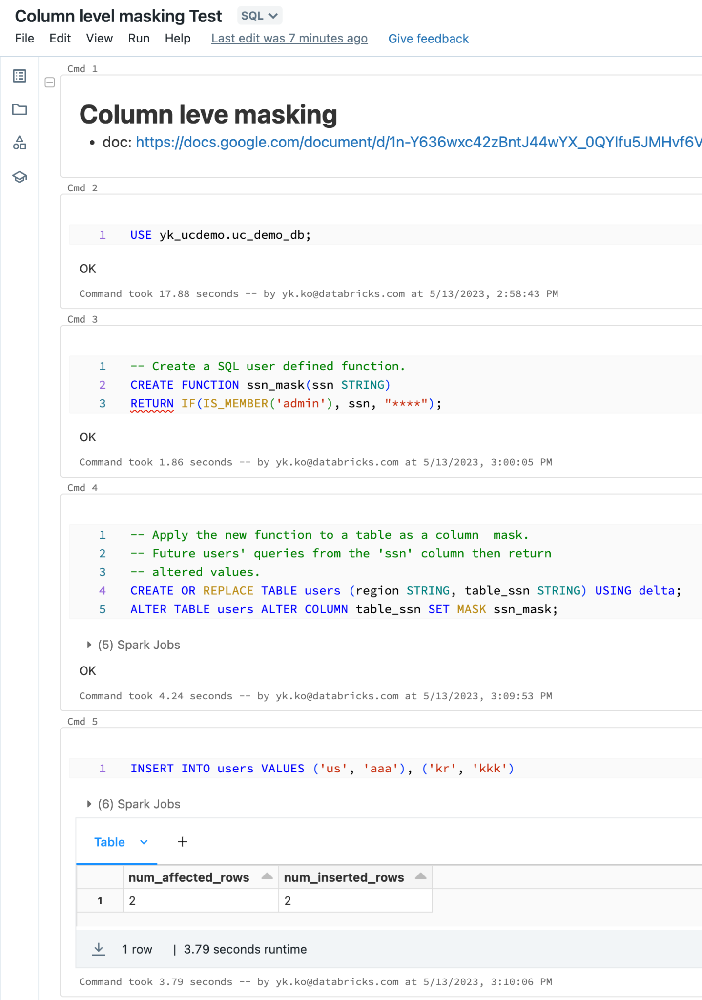 Column level masking Test SQL
File Edit View Run Help Last edit was 7 minutes ago Give feedback
Cmd 1
Column leve masking
• doc: https://docs.google.com/document/d/1n-Y636wxc42zBntJ44wYX_0QYIfu5JMHvf6V
Cmd 2
1 USE yk_ucdemo.uc_demo_db;
OK
Command took 17.88 seconds -- by yk.ko@databricks.com at 5/13/2023, 2:58:43 PM
Cmd 3
1 -- Create a SQL user defined function.
2 CREATE FUNCTION ssn_mask(ssn STRING)
3 RETURN IF(IS_MEMBER('admin'), ssn, "****");
OK
Command took 1.86 seconds -- by yk.ko@databricks.com at 5/13/2023, 3:00:05 PM
Cmd 4
1 -- Apply the new function to a table as a column  mask.
2 -- Future users' queries from the 'ssn' column then return
3 -- altered values.
4 CREATE OR REPLACE TABLE users (region STRING, table_ssn STRING) USING delta;
5 ALTER TABLE users ALTER COLUMN table_ssn SET MASK ssn_mask;
(5) Spark Jobs
OK
Command took 4.24 seconds -- by yk.ko@databricks.com at 5/13/2023, 3:09:53 PM
Cmd 5
1 INSERT INTO users VALUES ('us', 'aaa'), ('kr', 'kkk')
(6) Spark Jobs
Table +
num_affected_rows num_inserted_rows
1 2 2
1 row | 3.79 seconds runtime
Command took 3.79 seconds -- by yk.ko@databricks.com at 5/13/2023, 3:10:06 PM